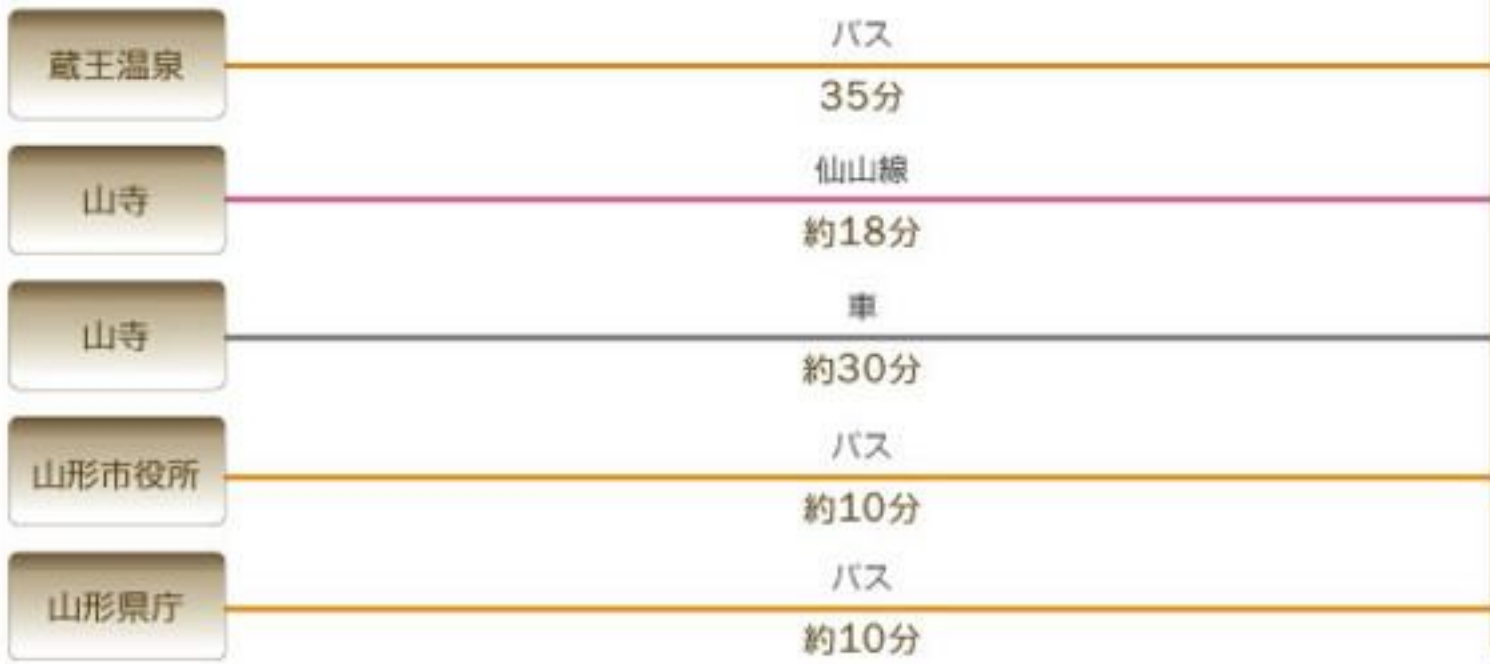 蔵王温泉
バス
35分
山寺
仙山線
約18分
山寺
車
約30分
山形市役所
バス
約10分
山形県庁
バス
約10分